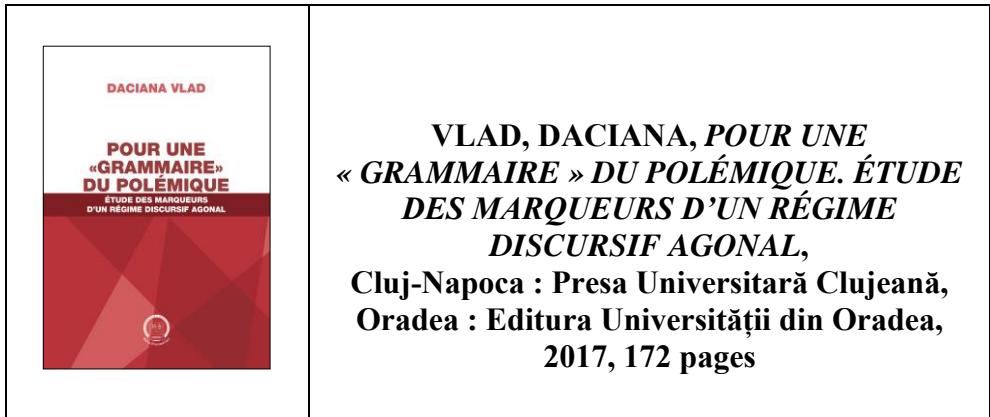 DACIANA VLAD
POUR UNE
«GRAMMAIRE»
DU POLÉMIQUE
ÉTUDE DES MARQUEURS
D'UN RÉGIME DISCURSIF AGONAL
VLAD, DACIANA, POUR UNE
« GRAMMAIRE » DU POLÉMIQUE. ÉTUDE
DES MARQUEURS D’UN RÉGIME
DISCURSIF AGONAL,
Cluj-Napoca : Presa Universitară Clujeană,
Oradea : Editura Universității din Oradea,
2017, 172 pages